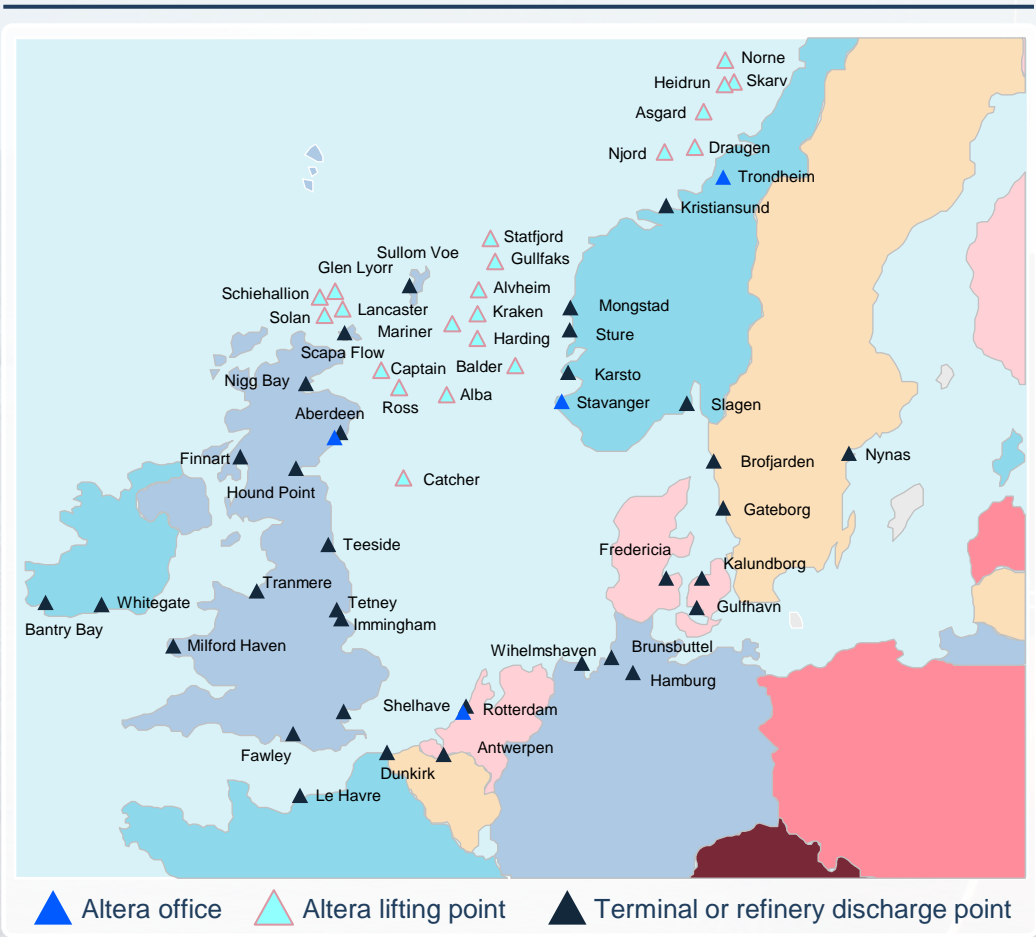 Norne
Heidrun
Skarv
Asgard
Njord
Draugen
Trondheim
Kristiansund
Statfjord
Sullom Voe
Gullfaks
Glen Lyorr
Schiehallion
Alvheim
Lancaster
Mongstad
Solan
Kraken
Mariner
Sture
Harding
Scapa Flow
Captain
Balder
Karsto
Nigg Bay
Alba
Ross
Stavanger
Slagen
Aberdeen
Finnart
Brofjarden
Nynas
Hound Point
Catcher
Gateborg
Teeside
Fredericia
Kalundborg
Tranmere
Whitegate
Tetney
Gulfhavn
Immingham
Bantry Bay
Milford Haven
Wihelmshaven
Brunsbuttel
Hamburg
Shelhave
Rotterdam
Fawley
Antwerpen
Dunkirk
Le Havre
Altera office
Altera lifting point
Terminal or refinery discharge point